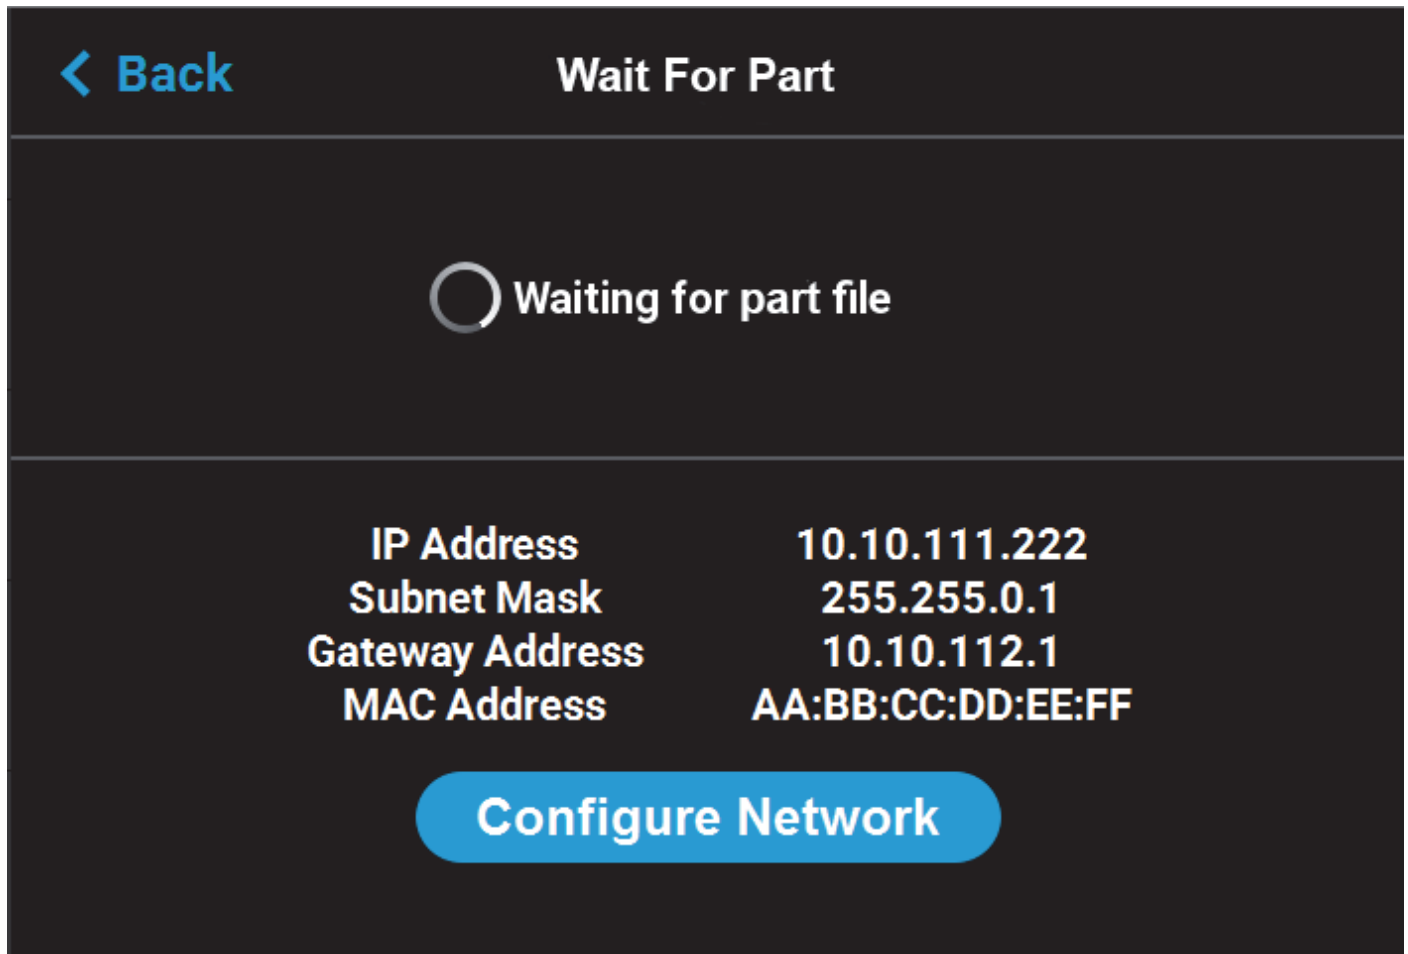 Back
Wait For Part
Waiting for part file
IP Address 10.10.111.222
Subnet Mask 255.255.0.1
Gateway Address 10.10.112.1
MAC Address AA:BB:CC:DD:EE:FF
Configure Network